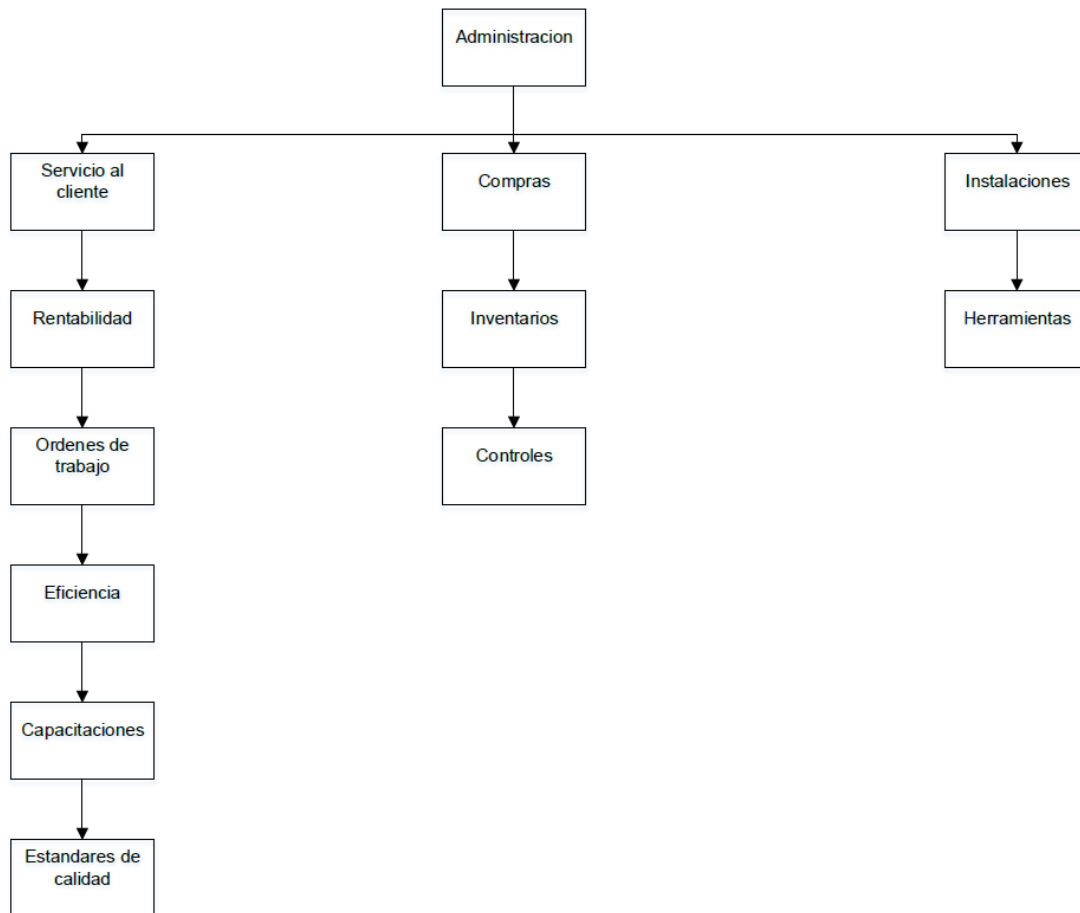 Administracion
Servicio al
cliente
Compras
Instalaciones
Rentabilidad
Inventarios
Herramientas
Ordenes de
trabajo
Controles
Eficiencia
Capacitaciones
Estandares de
calidad